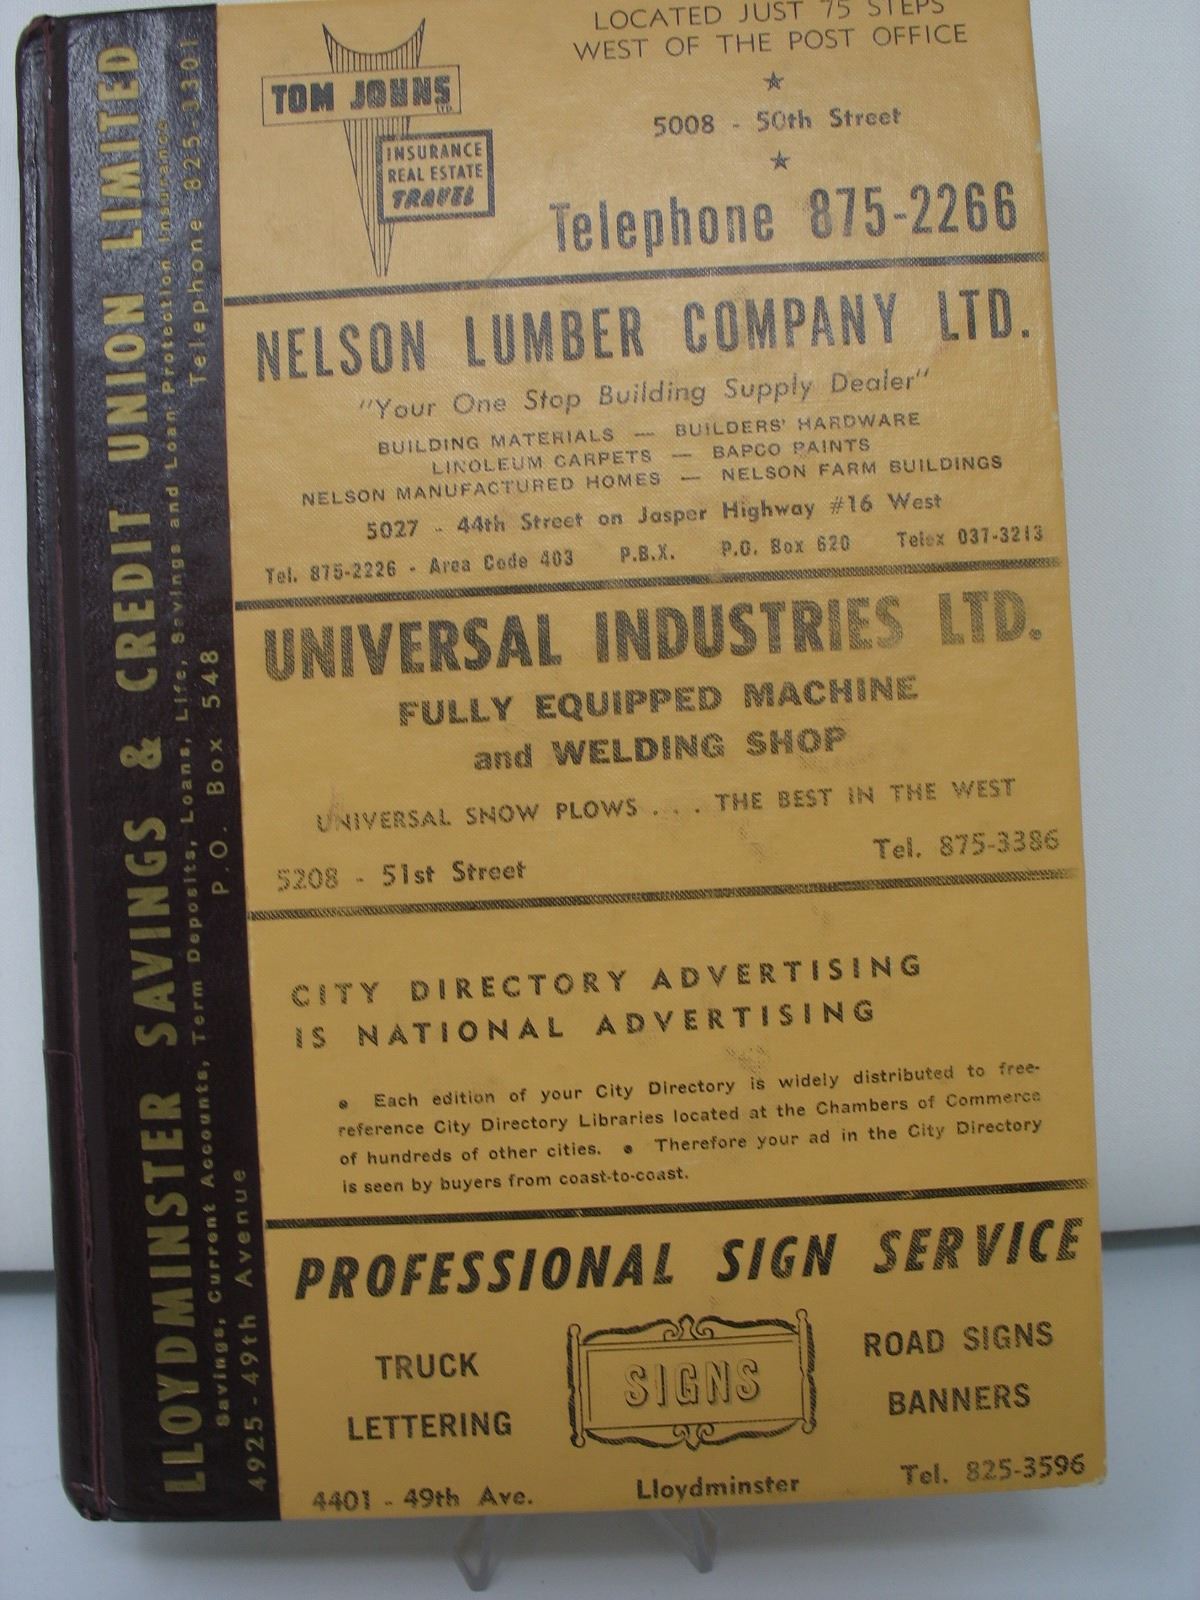 LLOYDMINSTER SAVINGS & CREDIT UNION LIMITED
Savings, Current Accounts, Term Deposits, Loans, Life, Savings and Loan Protection Insurance
4925 - 49th Avenue P.O. Box 548 Telephone 825-3301
TOM JOHNS LTD.
INSURANCE
REAL ESTATE
TRAVEL
LOCATED JUST 75 STEPS
WEST OF THE POST OFFICE
5008 - 50th Street
Telephone 875-2266
NELSON LUMBER COMPANY LTD.
"Your One Stop Building Supply Dealer"
BUILDING MATERIALS — BUILDERS' HARDWARE
LINOLEUM CARPETS — BAPCO PAINTS
NELSON MANUFACTURED HOMES — NELSON FARM BUILDINGS
5027 - 44th Street on Jasper Highway #16 West
Tel. 875-2226 - Area Code 403 P.B.X. P.O. Box 620 Telex 037-3213
UNIVERSAL INDUSTRIES LTD.
FULLY EQUIPPED MACHINE
and WELDING SHOP
UNIVERSAL SNOW PLOWS . . . THE BEST IN THE WEST
5208 - 51st Street Tel. 875-3386
CITY DIRECTORY ADVERTISING
IS NATIONAL ADVERTISING
• Each edition of your City Directory is widely distributed to free-
reference City Directory Libraries located at the Chambers of Commerce
of hundreds of other cities. • Therefore your ad in the City Directory
is seen by buyers from coast-to-coast.
PROFESSIONAL SIGN SERVICE
TRUCK
LETTERING
SIGNS
ROAD SIGNS
BANNERS
4401 - 49th Ave. Lloydminster Tel. 825-3596